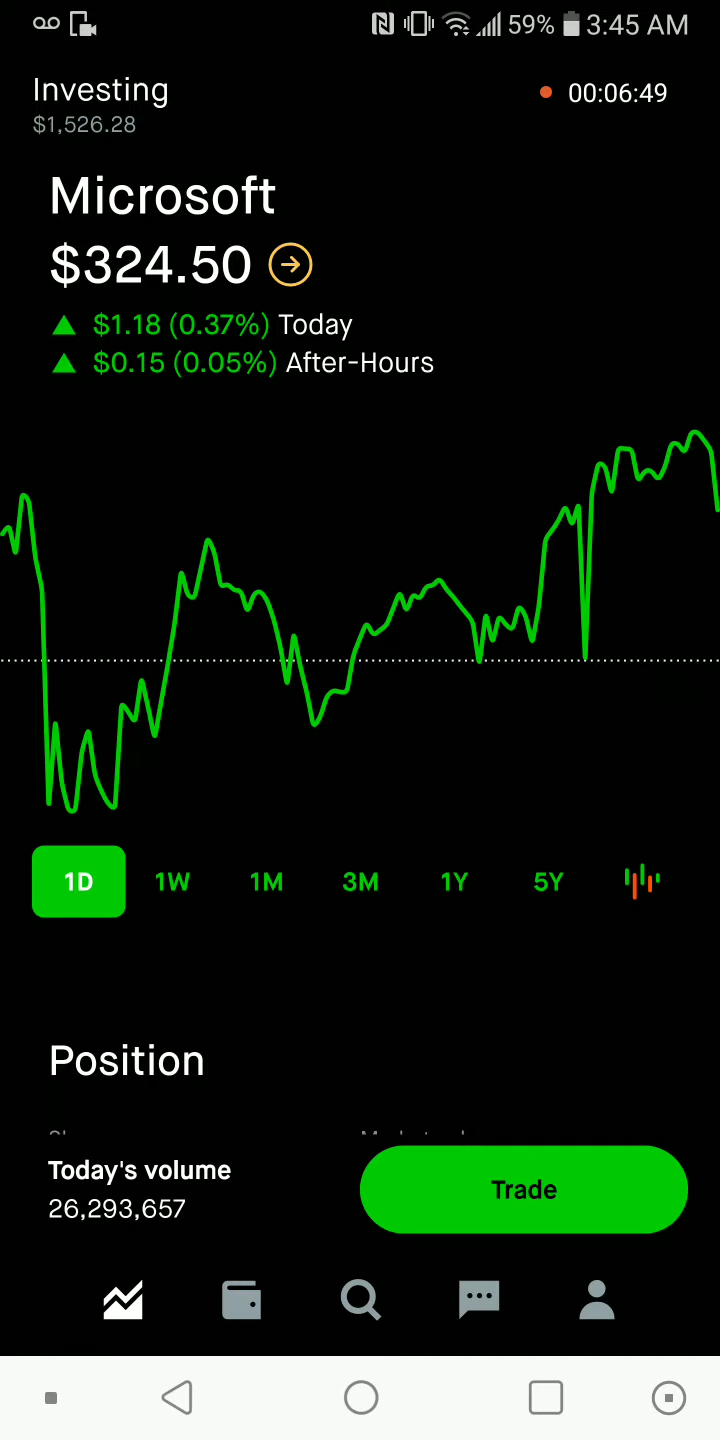 59% 3:45 AM
Investing
$1,526.28
00:06:49
Microsoft
$324.50
$1.18 (0.37%) Today
$0.15 (0.05%) After-Hours
1D 1W 1M 3M 1Y 5Y
Position
Today's volume
26,293,657
Trade